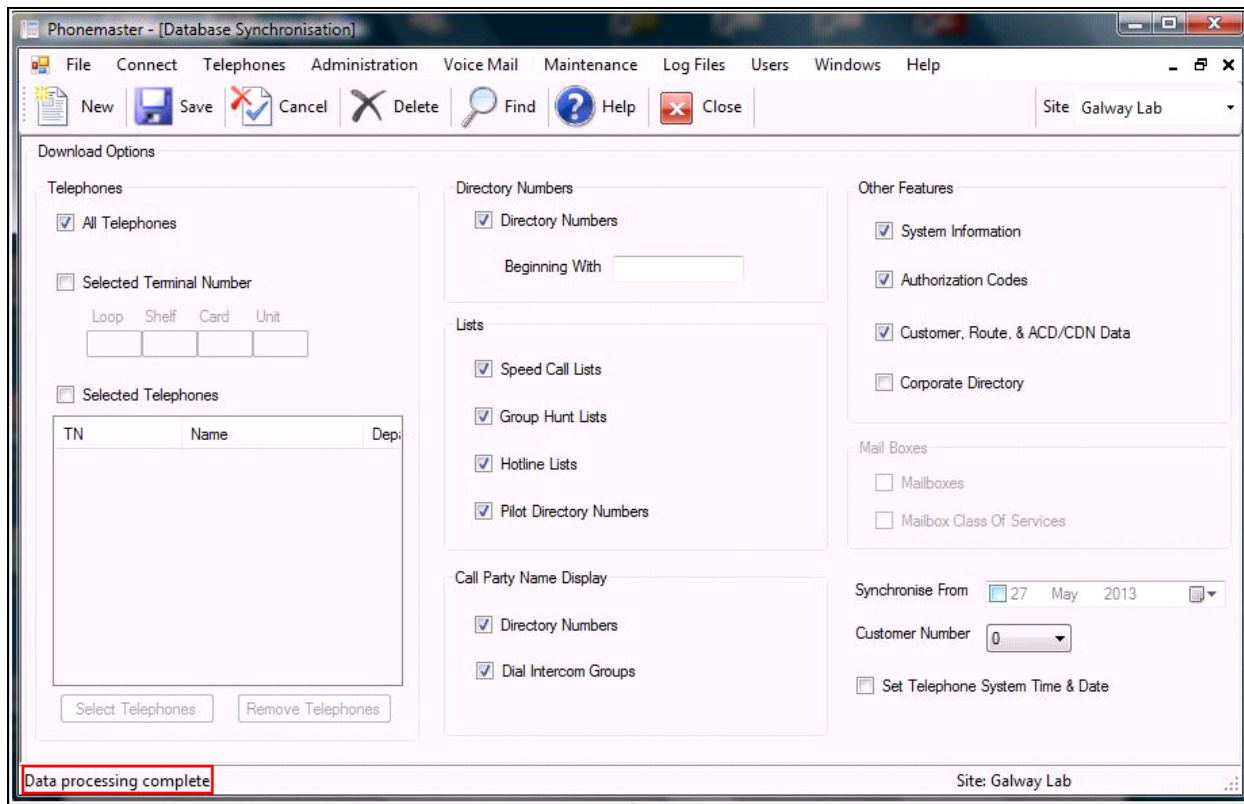 Phonemaster - [Database Synchronisation]
File Connect Telephones Administration Voice Mail Maintenance Log Files Users Windows Help
New Save Cancel Delete Find Help Close Site Galway Lab
Download Options
Telephones
All Telephones
Selected Terminal Number
Loop Shelf Card Unit
Selected Telephones
TN Name Depa
Select Telephones Remove Telephones
Directory Numbers
Directory Numbers
Beginning With
Lists
Speed Call Lists
Group Hunt Lists
Hotline Lists
Pilot Directory Numbers
Call Party Name Display
Directory Numbers
Dial Intercom Groups
Other Features
System Information
Authorization Codes
Customer, Route, & ACD/CDN Data
Corporate Directory
Mail Boxes
Mailboxes
Mailbox Class Of Services
Synchronise From 27 May 2013
Customer Number 0
Set Telephone System Time & Date
Data processing complete Site: Galway Lab